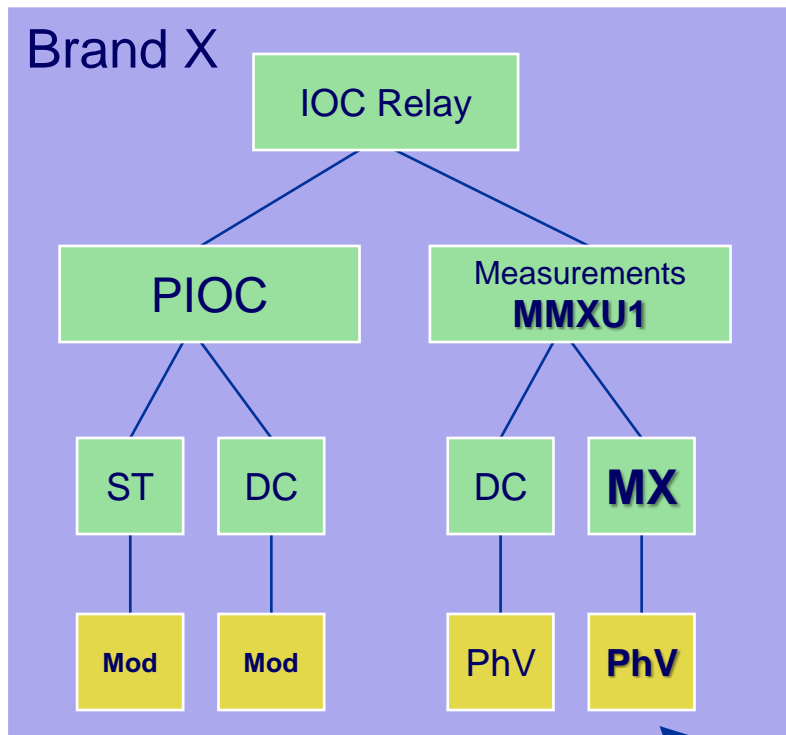 Brand X
IOC Relay
PIOC
Measurements
MMXU1
ST
DC
DC
MX
Mod
Mod
PhV
PhV